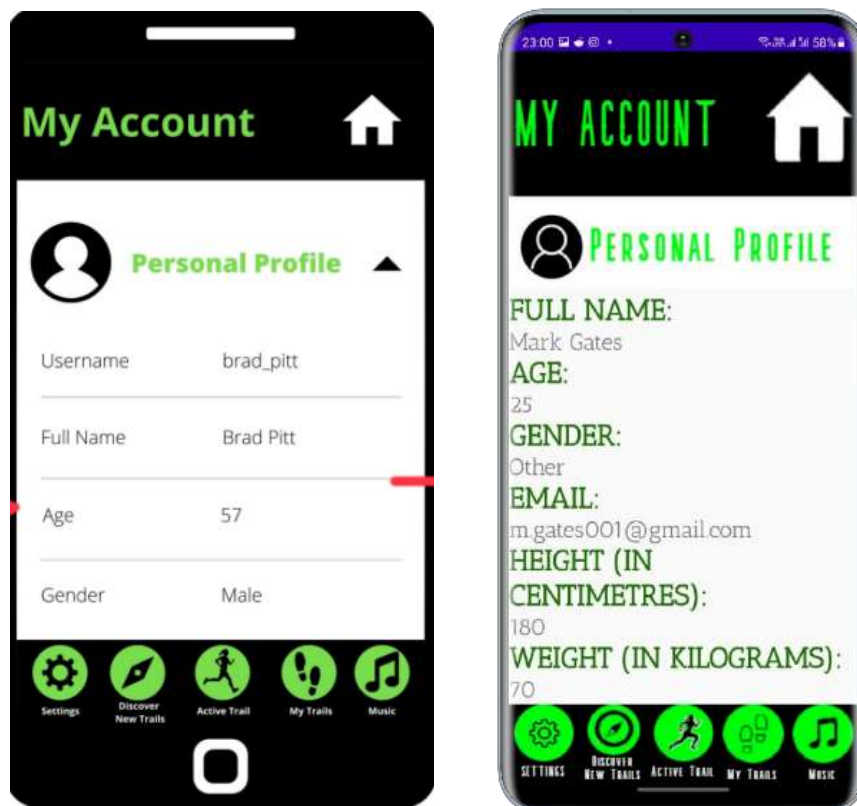 My Account
Personal Profile
Username brad_pitt
Full Name Brad Pitt
Age 57
Gender Male
Settings
Discover
New Trails
Active Trail
My Trails
Music
23:00
58%
MY ACCOUNT
PERSONAL PROFILE
FULL NAME:
Mark Gates
AGE:
25
GENDER:
Other
EMAIL:
m.gates001@gmail.com
HEIGHT (IN
CENTIMETRES):
180
WEIGHT (IN KILOGRAMS):
70
SETTINGS
DISCOVER
NEW TRAILS
ACTIVE TRAIL
MY TRAILS
MUSIC